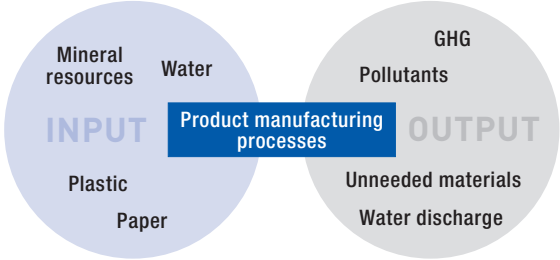 Mineral
resources
Water
INPUT
Plastic
Paper
Product manufacturing
processes
GHG
Pollutants
OUTPUT
Unneeded materials
Water discharge